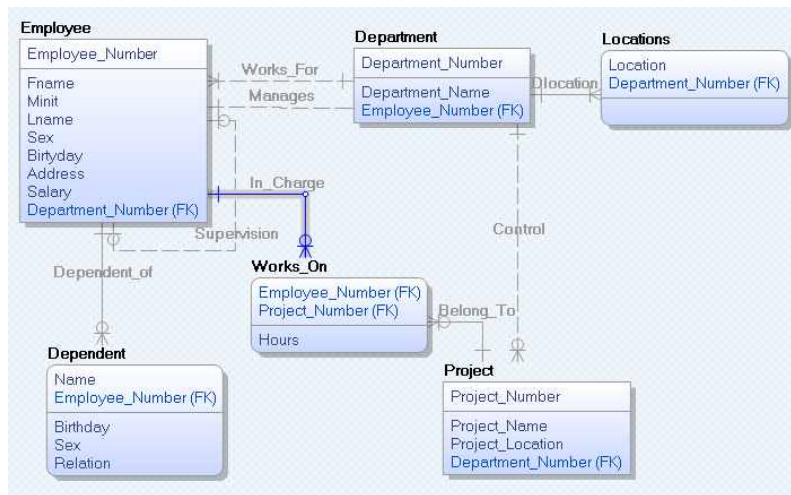 Employee
Employee_Number
Fname
Minit
Lname
Sex
Birtyday
Address
Salary
Department_Number (FK)
Works_For
Manages
Department
Department_Number
Department_Name
Employee_Number (FK)
Dlocation
Locations
Location
Department_Number (FK)
In_Charge
Supervision
Control
Dependent_of
Works_On
Employee_Number (FK)
Project_Number (FK)
Hours
Belong_To
Dependent
Name
Employee_Number (FK)
Birthday
Sex
Relation
Project
Project_Number
Project_Name
Project_Location
Department_Number (FK)